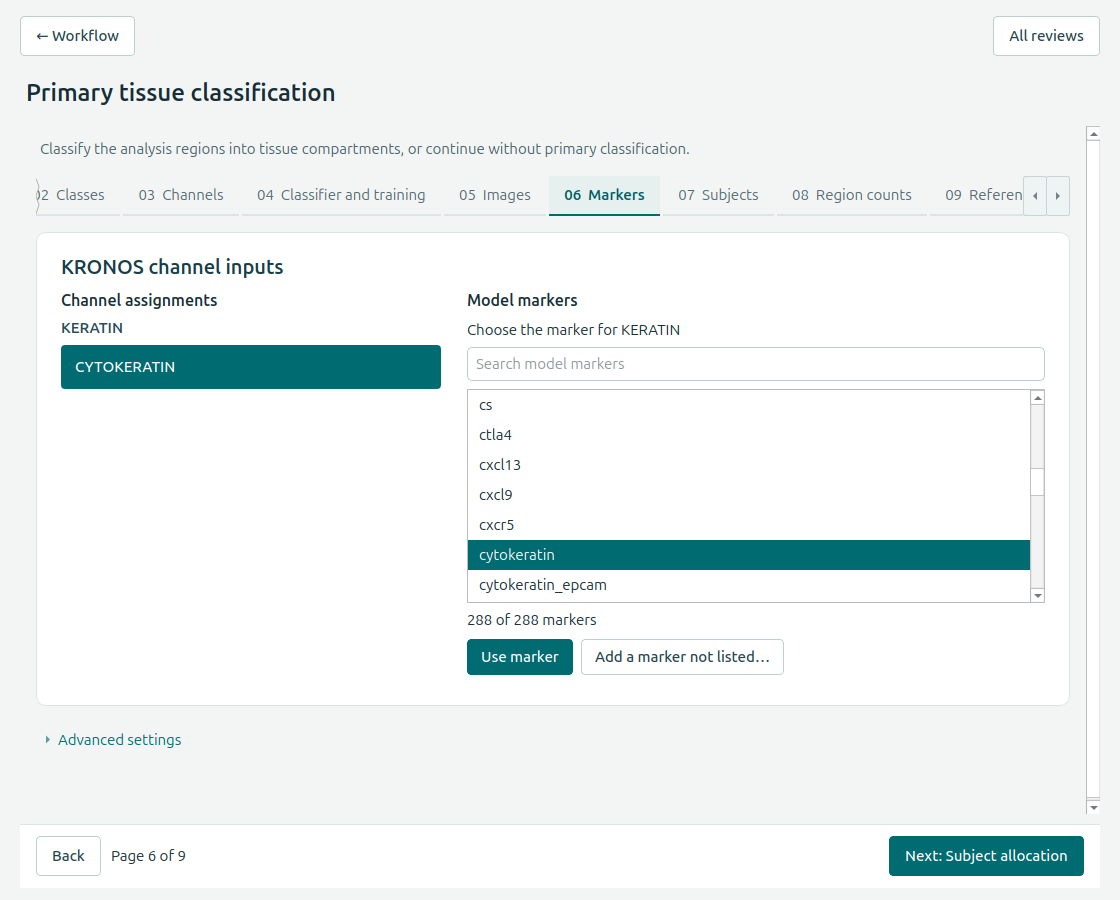 ← Workflow
All reviews
Primary tissue classification
Classify the analysis regions into tissue compartments, or continue without primary classification.
02 Classes
03 Channels
04 Classifier and training
05 Images
06 Markers
07 Subjects
08 Region counts
09 Referen
KRONOS channel inputs
Channel assignments
KERATIN
CYTOKERATIN
Model markers
Choose the marker for KERATIN
Search model markers
cs
ctla4
cxcl13
cxcl9
cxcr5
cytokeratin
cytokeratin_epcam
288 of 288 markers
Use marker
Add a marker not listed...
Advanced settings
Back
Page 6 of 9
Next: Subject allocation